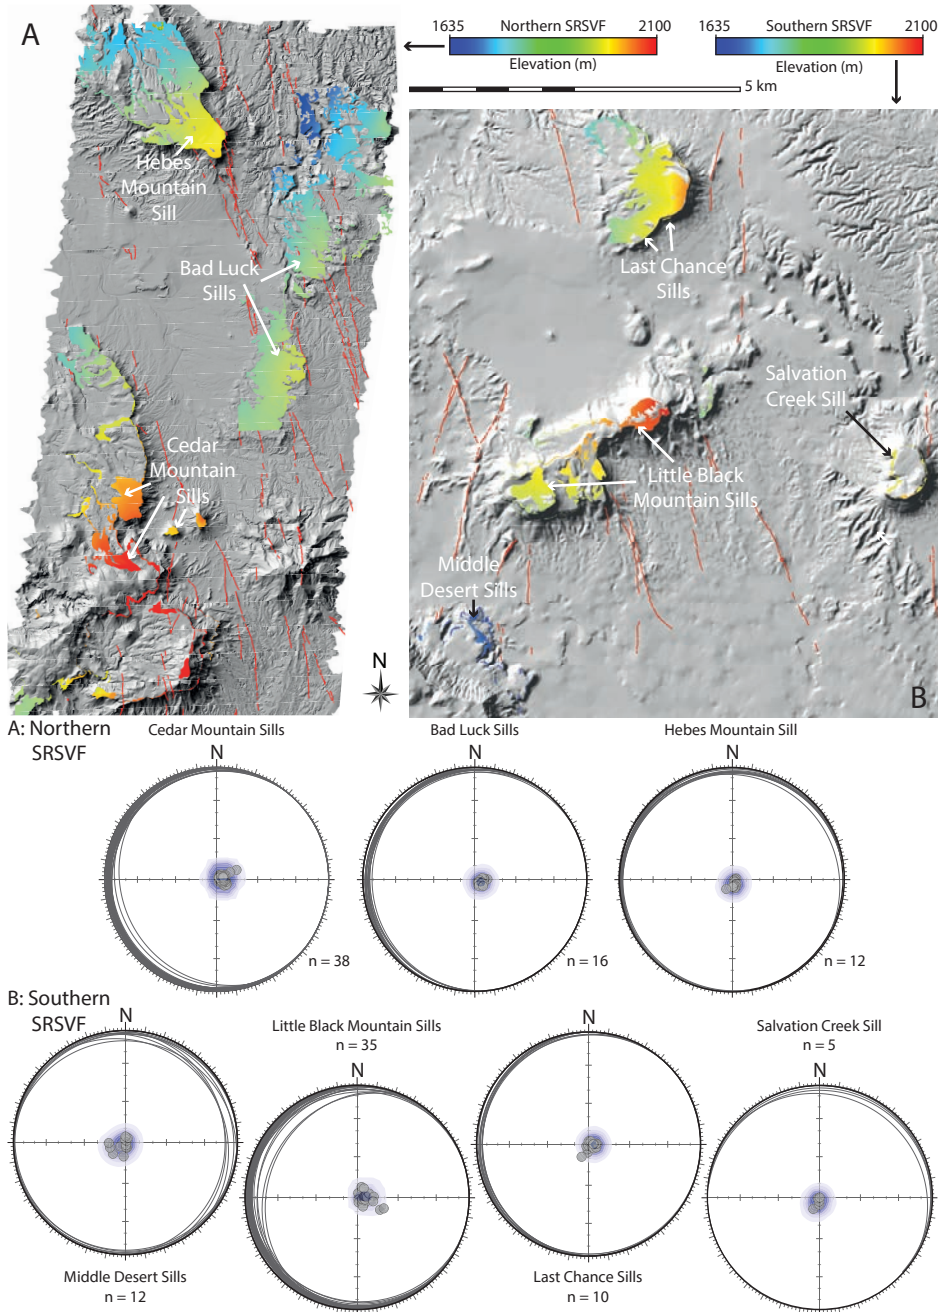 A
1635
Northern SRSVF
2100
Elevation (m)
1635
Southern SRSVF
2100
Elevation (m)
5 km
Hebes
Mountain
Sill
Bad Luck
Sills
Cedar
Mountain
Sills
N
Last Chance
Sills
Salvation
Creek Sill
Little Black
Mountain Sills
Middle
Desert Sills
B
A: Northern
SRSVF
Cedar Mountain Sills
N
n = 38
Bad Luck Sills
N
n = 16
Hebes Mountain Sill
N
n = 12
B: Southern
SRSVF
N
Middle Desert Sills
n = 12
Little Black Mountain Sills
n = 35
N
N
Last Chance Sills
n = 10
Salvation Creek Sill
n = 5
N